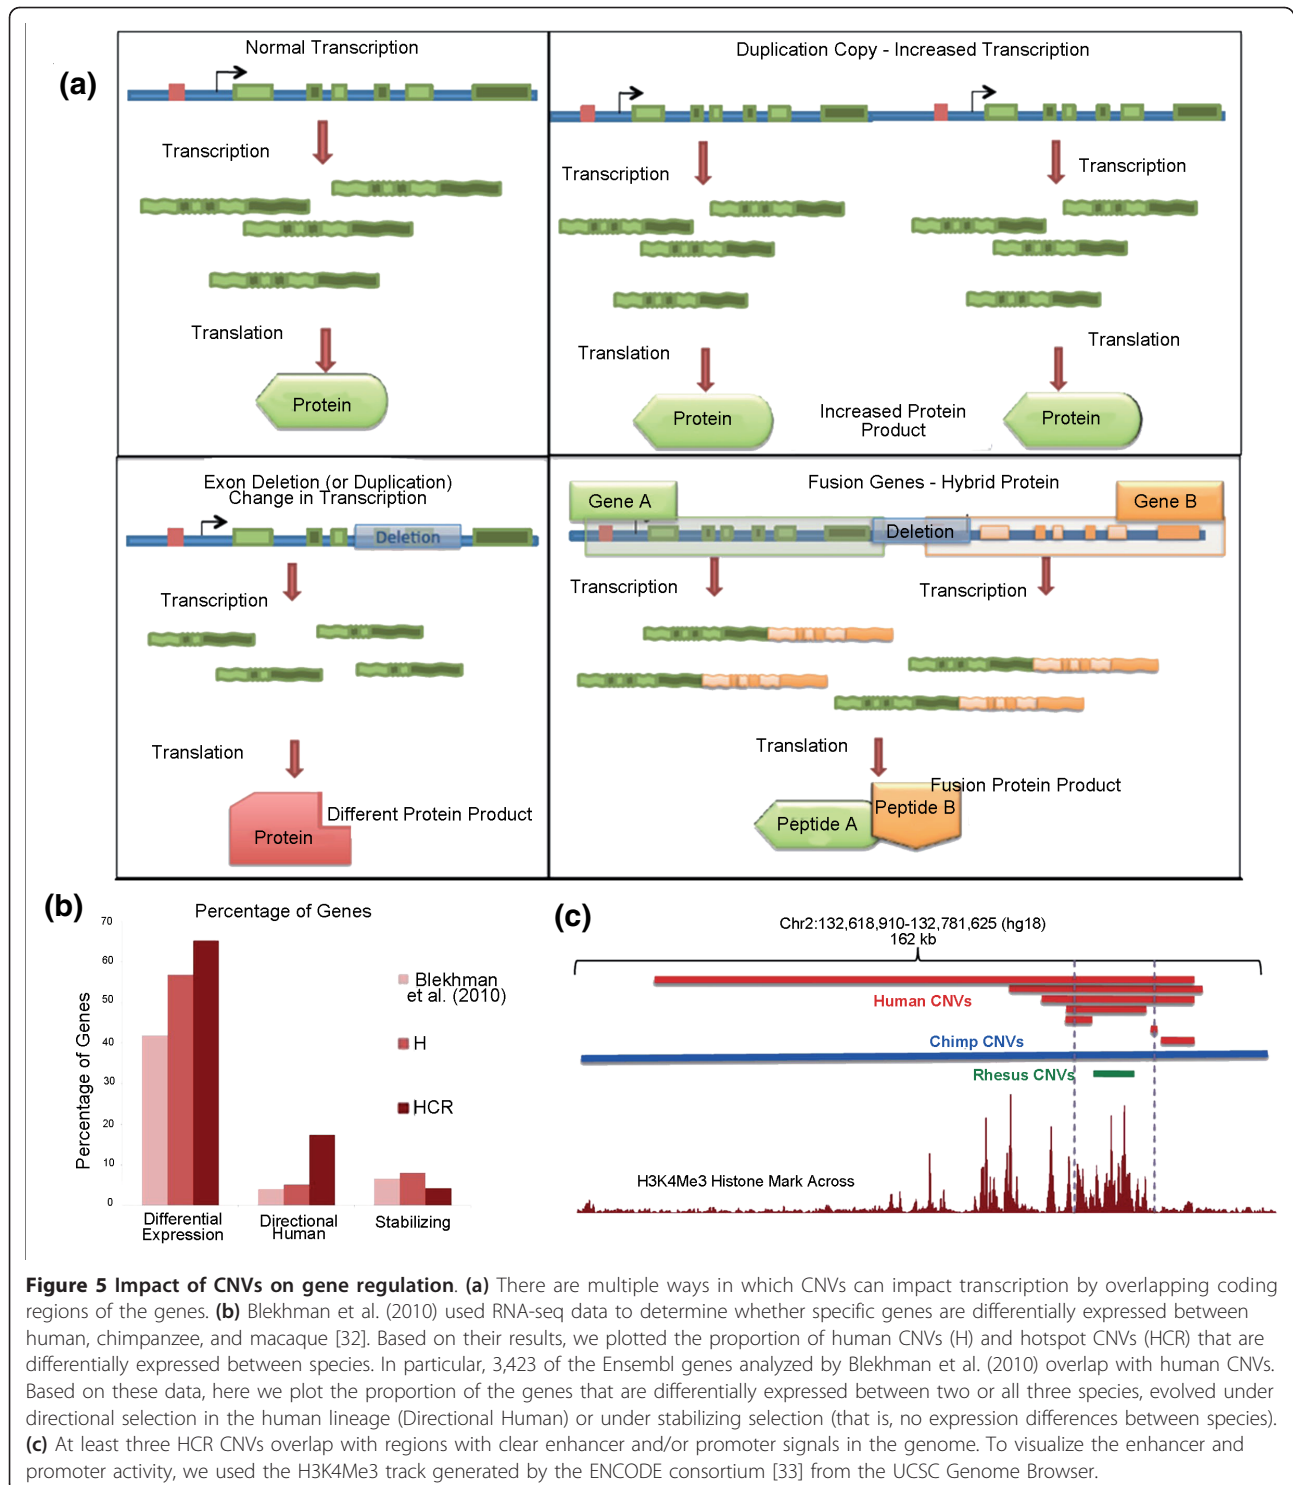 (a)
Normal Transcription
Transcription
Translation
Protein
Duplication Copy - Increased Transcription
Transcription
Transcription
Translation
Translation
Protein
Increased Protein
Product
Protein
Exon Deletion (or Duplication)
Change in Transcription
Deletion
Transcription
Translation
Protein
Different Protein Product
Fusion Genes - Hybrid Protein
Gene A
Gene B
Deletion
Transcription
Transcription
Translation
Fusion Protein Product
Peptide A
Peptide B
(b)
Percentage of Genes
Percentage of Genes
70
60
50
40
30
20
10
0
Differential
Expression
Directional
Human
Stabilizing
Blekhman
et al. (2010)
H
HCR
(c)
Chr2:132,618,910-132,781,625 (hg18)
162 kb
Human CNVs
Chimp CNVs
Rhesus CNVs
H3K4Me3 Histone Mark Across
Figure 5 Impact of CNVs on gene regulation. (a) There are multiple ways in which CNVs can impact transcription by overlapping coding
regions of the genes. (b) Blekhman et al. (2010) used RNA-seq data to determine whether specific genes are differentially expressed between
human, chimpanzee, and macaque [32]. Based on their results, we plotted the proportion of human CNVs (H) and hotspot CNVs (HCR) that are
differentially expressed between species. In particular, 3,423 of the Ensembl genes analyzed by Blekhman et al. (2010) overlap with human CNVs.
Based on these data, here we plot the proportion of the genes that are differentially expressed between two or all three species, evolved under
directional selection in the human lineage (Directional Human) or under stabilizing selection (that is, no expression differences between species).
(c) At least three HCR CNVs overlap with regions with clear enhancer and/or promoter signals in the genome. To visualize the enhancer and
promoter activity, we used the H3K4Me3 track generated by the ENCODE consortium [33] from the UCSC Genome Browser.